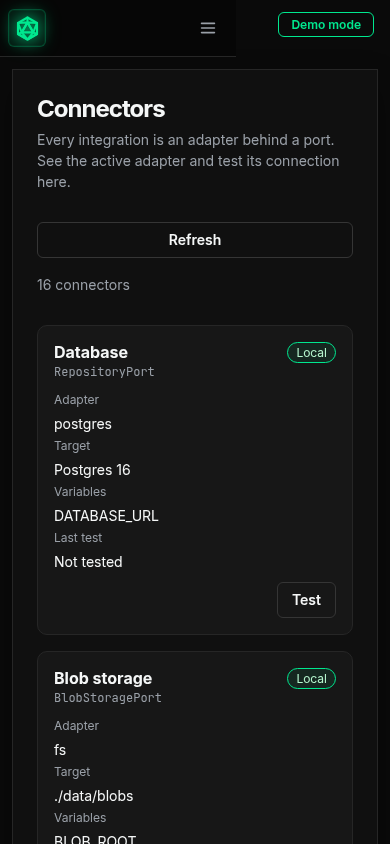 Demo mode
Connectors
Every integration is an adapter behind a port.
See the active adapter and test its connection
here.
Refresh
16 connectors
Database
Local
RepositoryPort
Adapter
postgres
Target
Postgres 16
Variables
DATABASE_URL
Last test
Not tested
Test
Blob storage
Local
BlobStoragePort
Adapter
fs
Target
./data/blobs
Variables
BLOB_ROOT